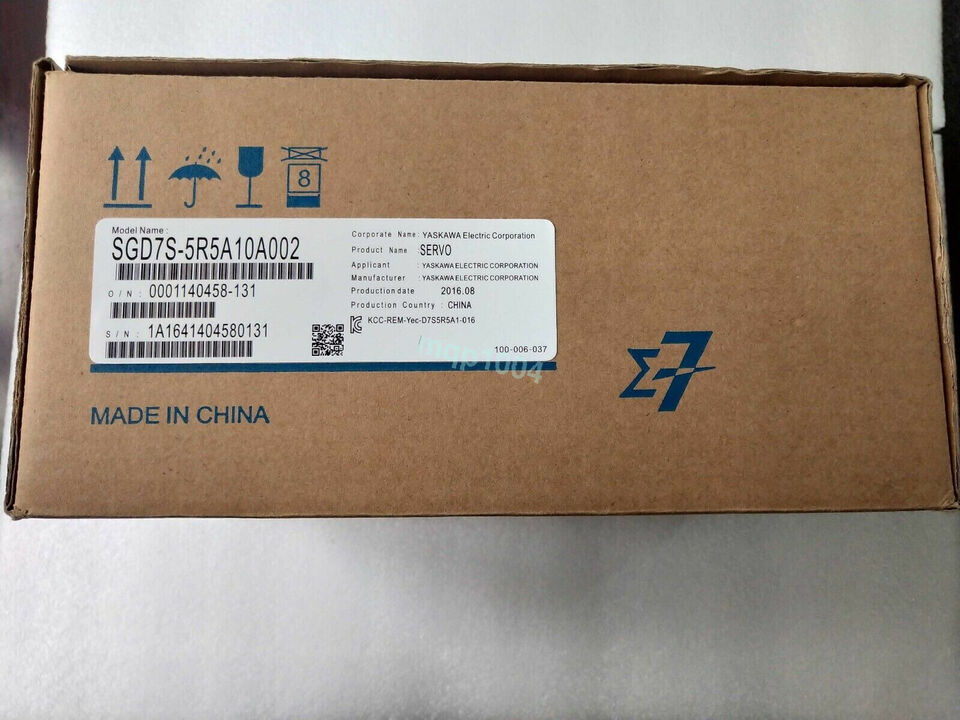 8
Model Name :
SGD7S-5R5A10A002
O / N : 0001140458-131
S / N : 1A1641404580131
Corporate Name : YASKAWA Electric Corporation
Product Name : SERVO
Applicant : YASKAWA ELECTRIC CORPORATION
Manufacturer : YASKAWA ELECTRIC CORPORATION
Production date 2016.08
Production Country : CHINA
KCC-REM-Yec-D7S5R5A1-016
100-006-037
Σ-7
MADE IN CHINA